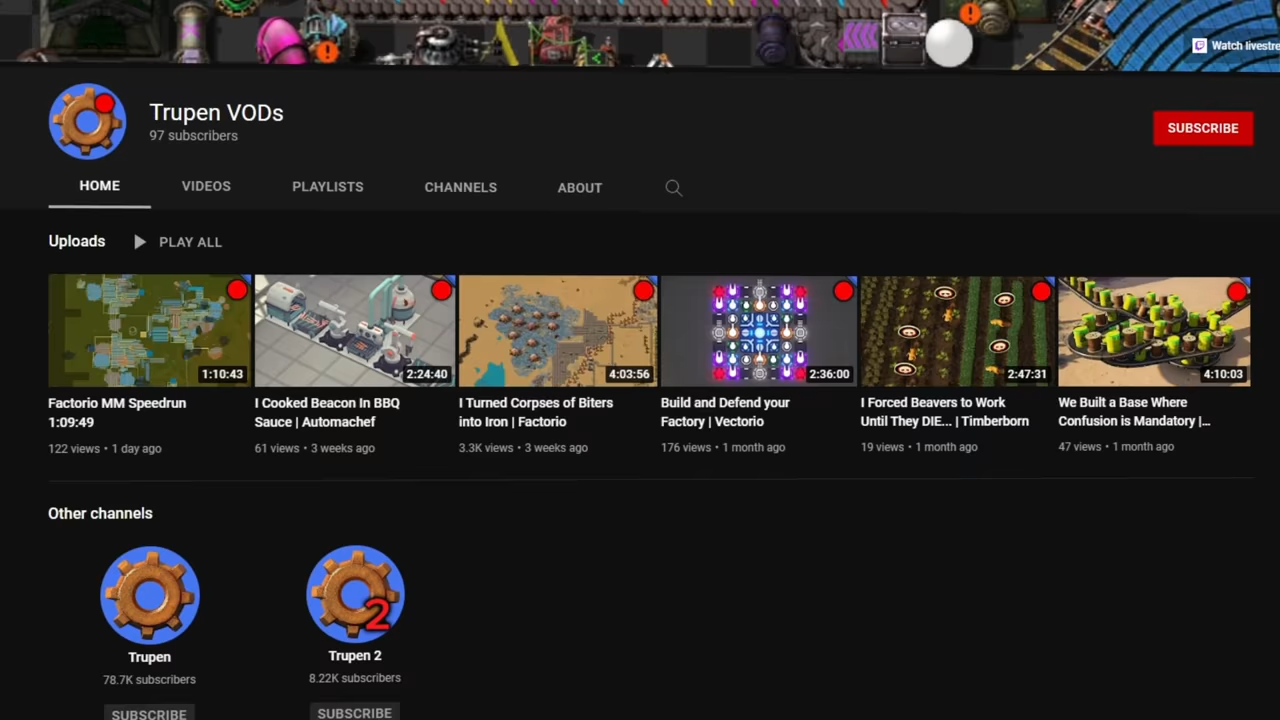 Watch livestre
Trupen VODs
97 subscribers
SUBSCRIBE
HOME VIDEOS PLAYLISTS CHANNELS ABOUT
Uploads PLAY ALL
1:10:43 2:24:40 4:03:56 2:36:00 2:47:31 4:10:03
Factorio MM Speedrun
1:09:49
122 views • 1 day ago
I Cooked Beacon In BBQ
Sauce | Automachef
61 views • 3 weeks ago
I Turned Corpses of Biters
into Iron | Factorio
3.3K views • 3 weeks ago
Build and Defend your
Factory | Vectorio
176 views • 1 month ago
I Forced Beavers to Work
Until They DIE... | Timberborn
19 views • 1 month ago
We Built a Base Where
Confusion is Mandatory |...
47 views • 1 month ago
Other channels
2
Trupen
78.7K subscribers
SUBSCRIBE
Trupen 2
8.22K subscribers
SUBSCRIBE